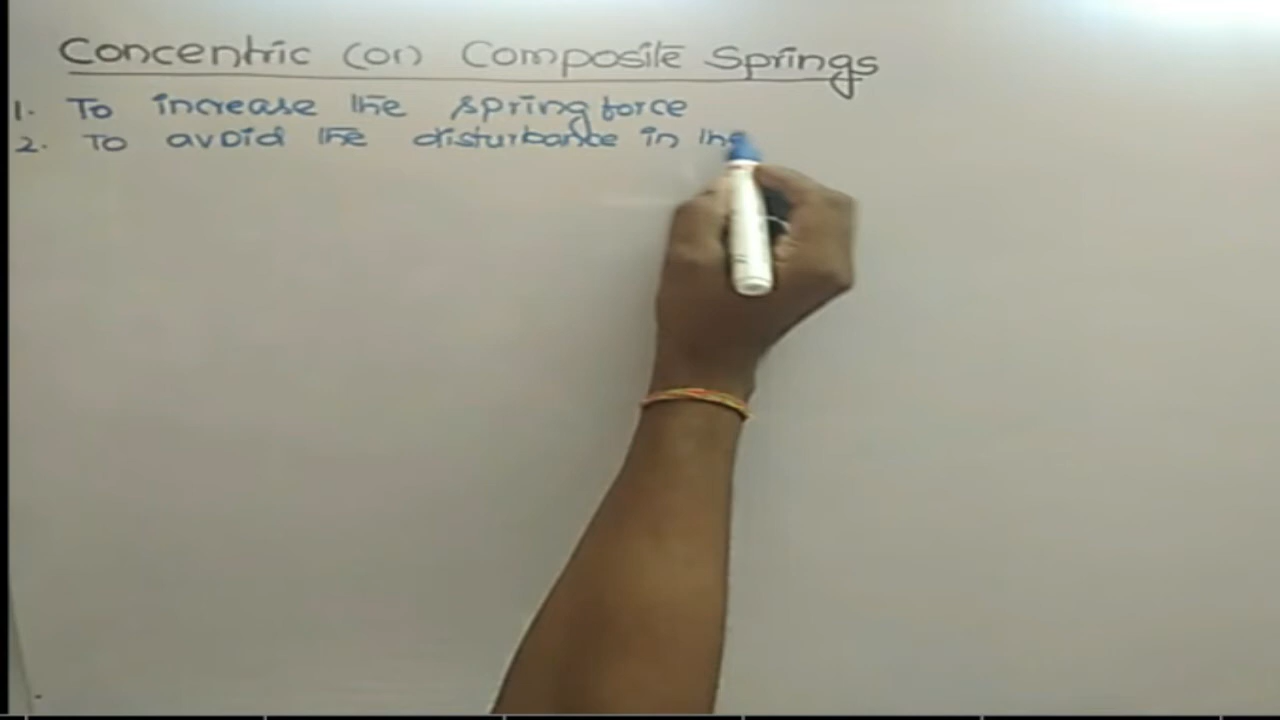 Concentric (or) Composite Springs
1. To increase the spring force
2. To avoid the disturbance in the